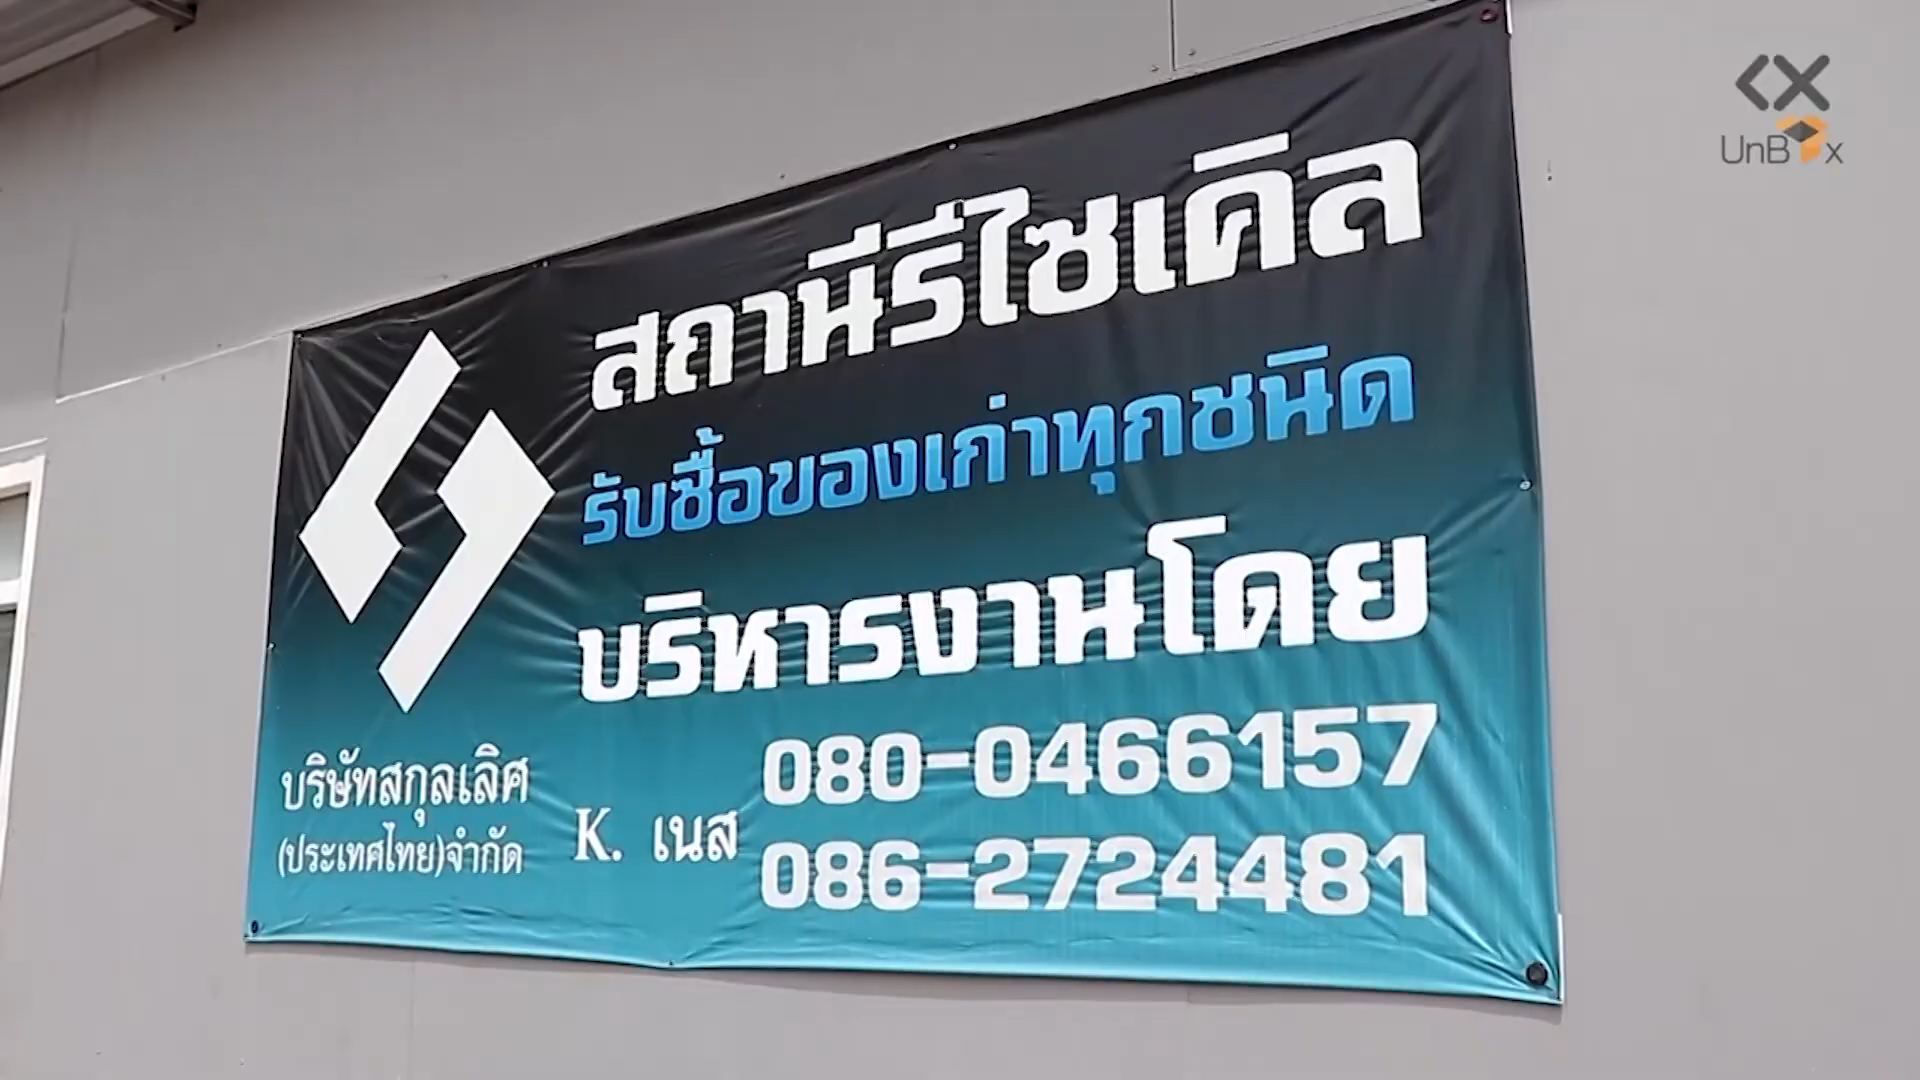 UnBox
สถานีรีไซเคิล
รับซื้อของเก่าทุกชนิด
บริหารงานโดย
080-0466157
K. เนส
086-2724481
บริษัทสกุลเลิศ
(ประเทศไทย)จำกัด